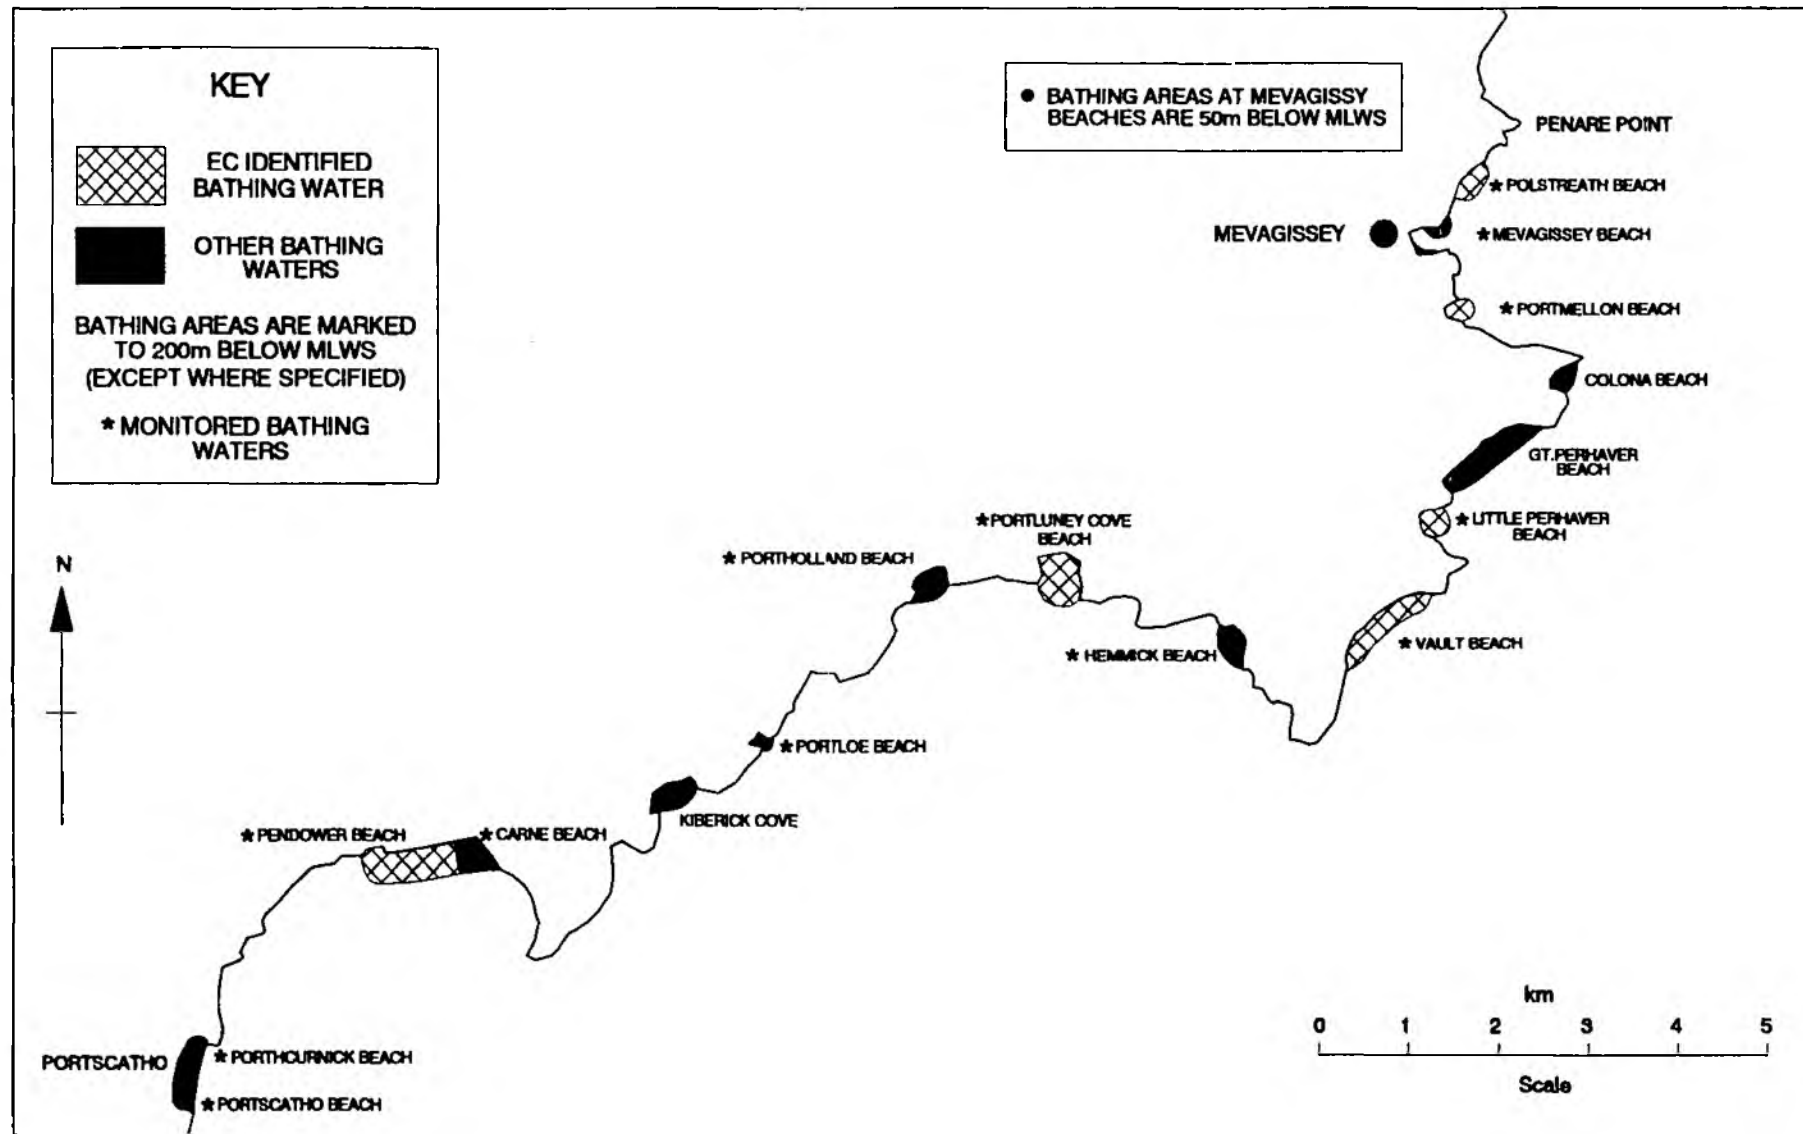 KEY
EC IDENTIFIED
BATHING WATER
OTHER BATHING
WATERS
BATHING AREAS ARE MARKED
TO 200m BELOW MLWS
(EXCEPT WHERE SPECIFIED)
* MONITORED BATHING
WATERS
● BATHING AREAS AT MEVAGISSY
BEACHES ARE 50m BELOW MLWS
PENARE POINT
* POLSTREATH BEACH
MEVAGISSEY
* MEVAGISSEY BEACH
* PORTMELLON BEACH
COLONA BEACH
GT.PERHAVER
BEACH
* LITTLE PERHAVER
BEACH
* PORTLUNEY COVE
BEACH
* PORTHOLLAND BEACH
* VAULT BEACH
* HEMMICK BEACH
* PORTLOE BEACH
KIBERICK COVE
* PENDOWER BEACH
* CARNE BEACH
N
PORTSCATHO
* PORTHCURNICK BEACH
* PORTSCATHO BEACH
km
0 1 2 3 4 5
Scale